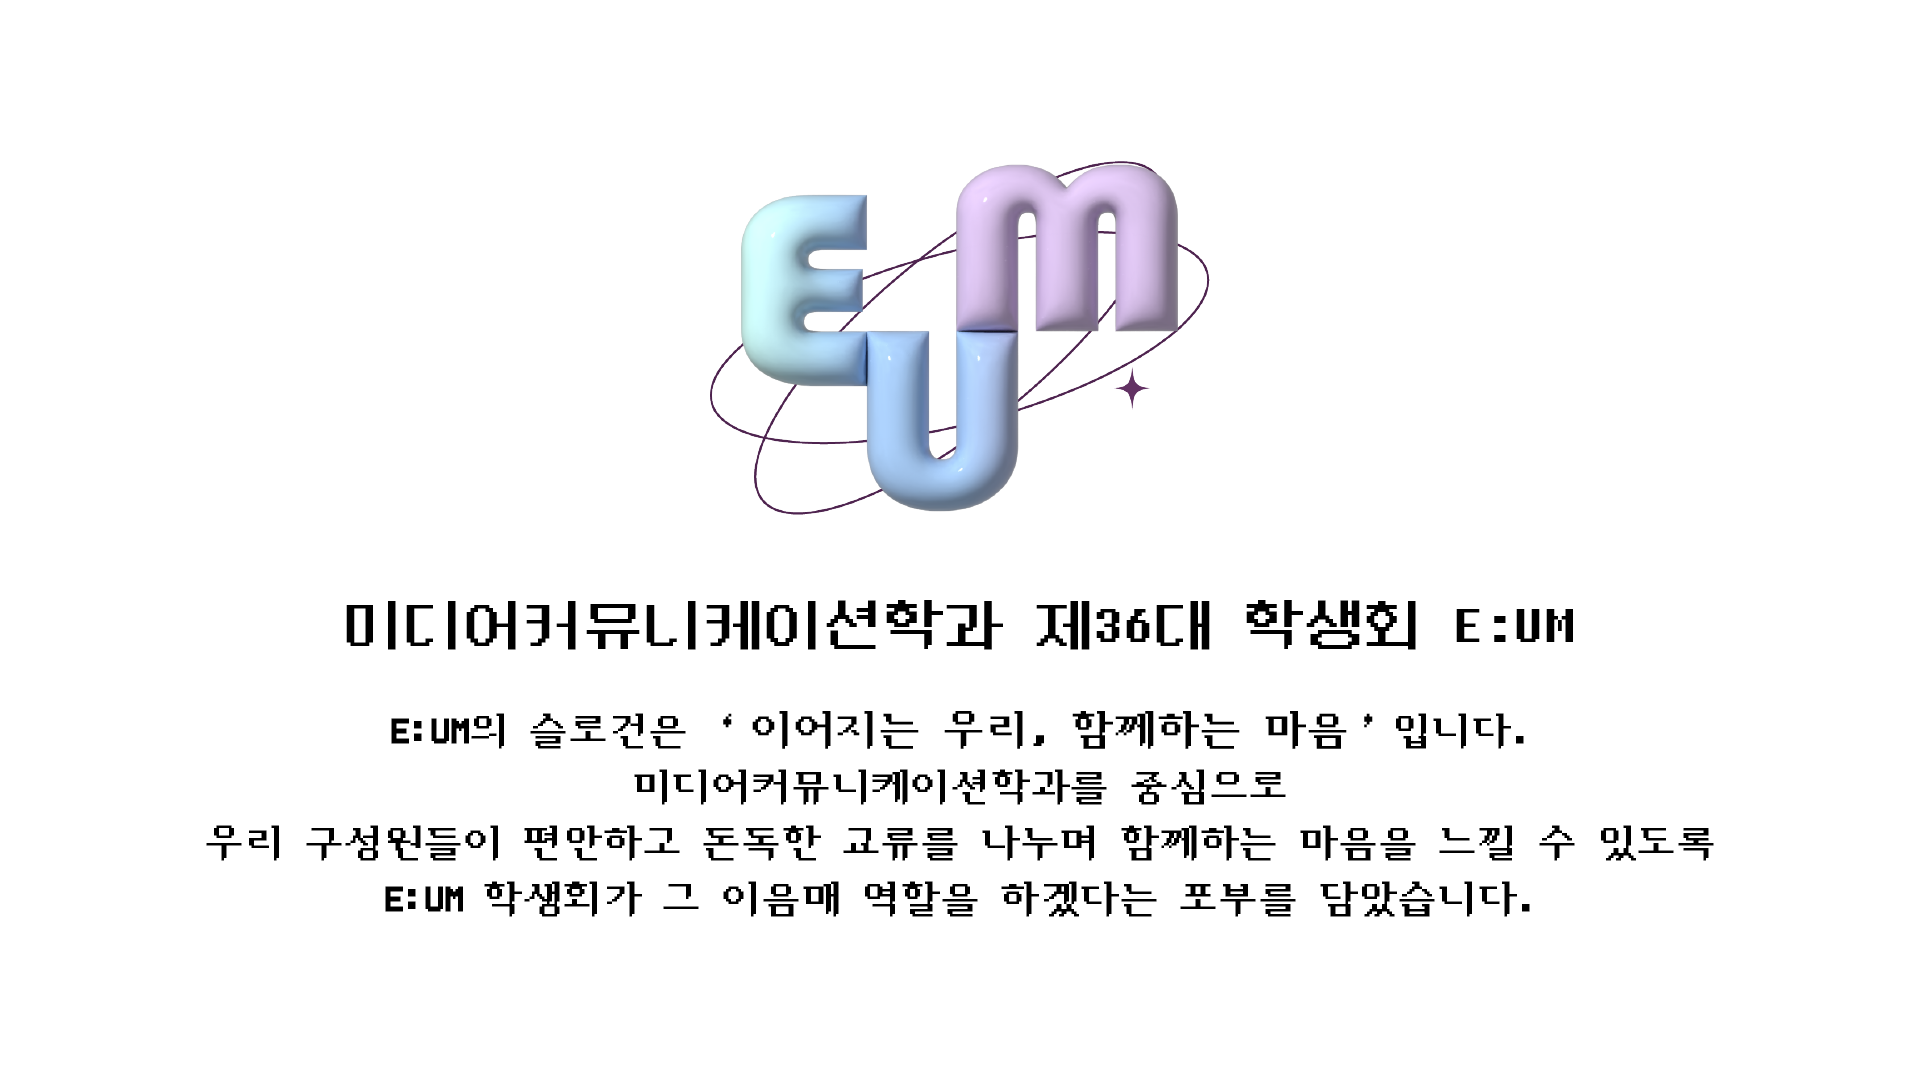 EUM
미디어커뮤니케이션학과 제36대 학생회 E:UM
E:UM의 슬로건은 ‘이어지는 우리, 함께하는 마음’입니다.
미디어커뮤니케이션학과를 중심으로
우리 구성원들이 편안하고 돈독한 교류를 나누며 함께하는 마음을 느낄 수 있도록
E:UM 학생회가 그 이음매 역할을 하겠다는 포부를 담았습니다.